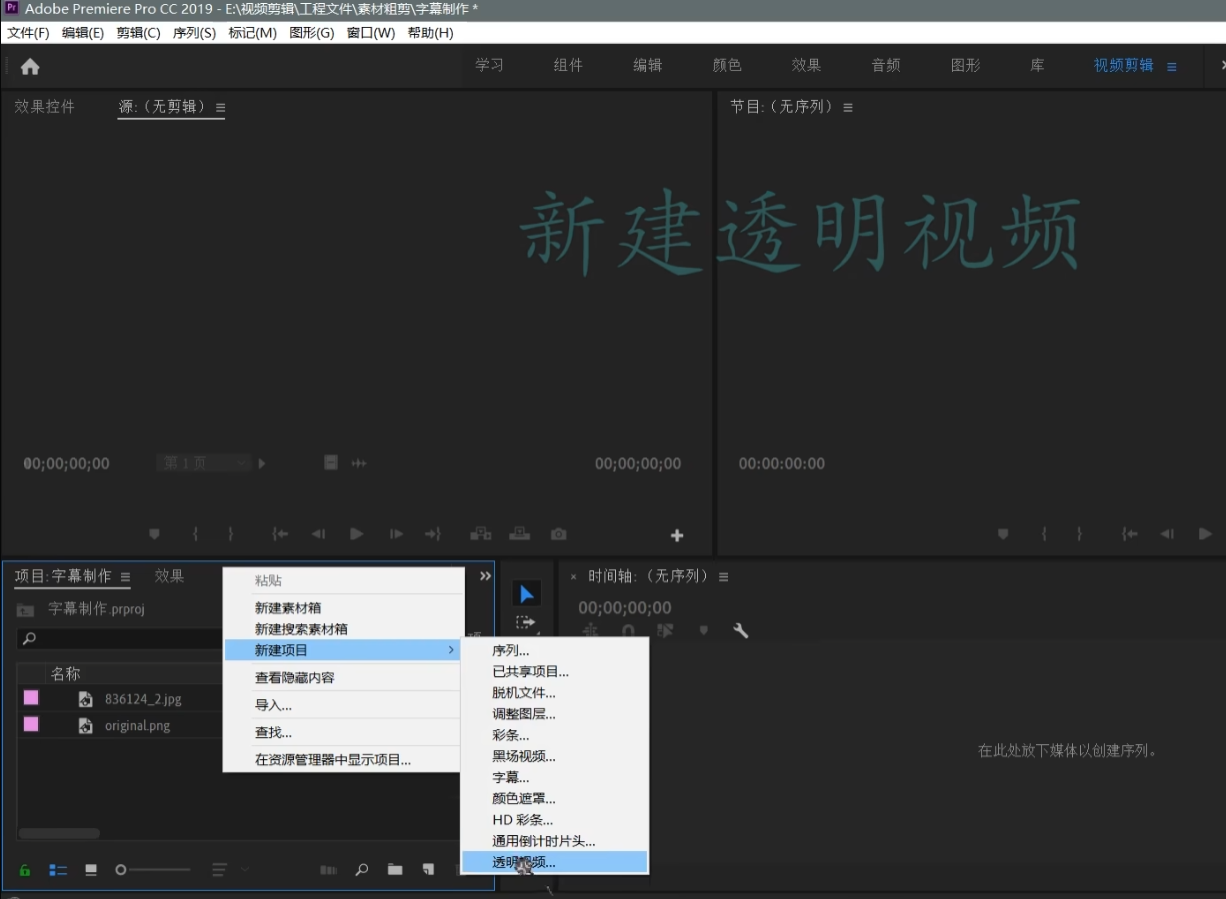 Adobe Premiere Pro CC 2019 - E:\视频剪辑\工程文件\素材粗剪\字幕制作 *
文件(F) 编辑(E) 剪辑(C) 序列(S) 标记(M) 图形(G) 窗口(W) 帮助(H)
学习 组件 编辑 颜色 效果 音频 图形 库 视频剪辑
效果控件 源:（无剪辑） 节目:（无序列）
新建透明视频
00;00;00;00 第 1 页 00;00;00;00 00:00:00:00
项目:字幕制作 效果
字幕制作.prproj
名称
836124_2.jpg
original.png
粘贴
新建素材箱
新建搜索素材箱
新建项目
查看隐藏内容
导入...
查找...
在资源管理器中显示项目...
序列...
已共享项目...
脱机文件...
调整图层...
彩条...
黑场视频...
字幕...
颜色遮罩...
HD 彩条...
通用倒计时片头...
透明视频...
× 时间轴:（无序列）
00;00;00;00
在此处放下媒体以创建序列。